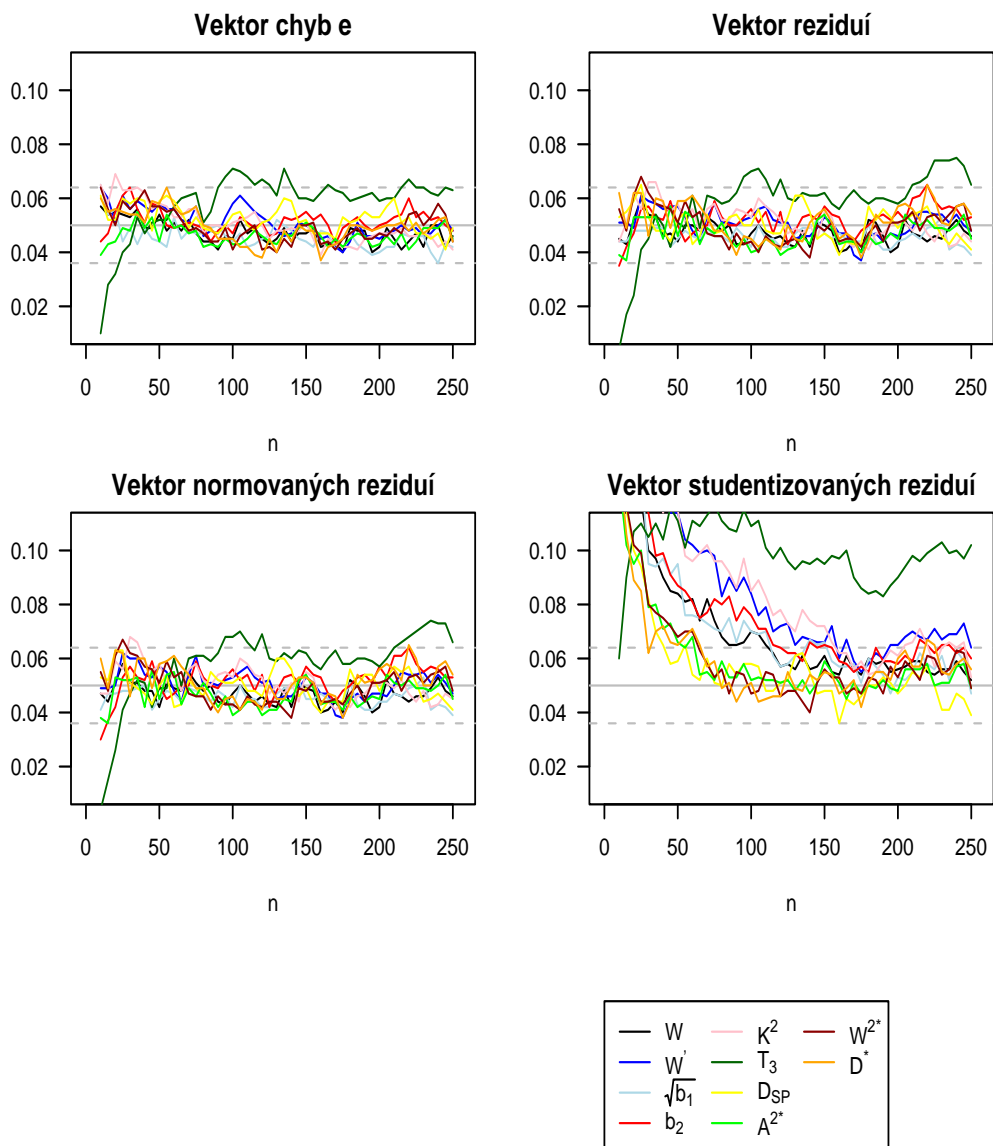 Vektor chyb e
0.10
0.08
0.06
0.04
0.02
0 50 100 150 200 250
n
Vektor reziduí
0.10
0.08
0.06
0.04
0.02
0 50 100 150 200 250
n
Vektor normovaných reziduí
0.10
0.08
0.06
0.04
0.02
0 50 100 150 200 250
n
Vektor studentizovaných reziduí
0.10
0.08
0.06
0.04
0.02
0 50 100 150 200 250
n
W
W'
√b₁
b₂
K²
T₃
D_SP
A²*
W²*
D*